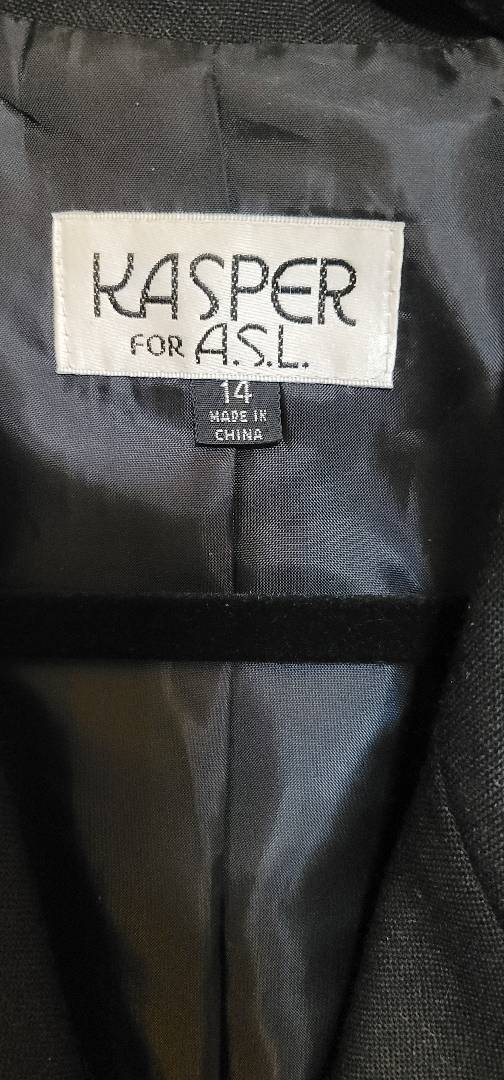 KASPER
FOR A.S.L.
14
MADE IN
CHINA